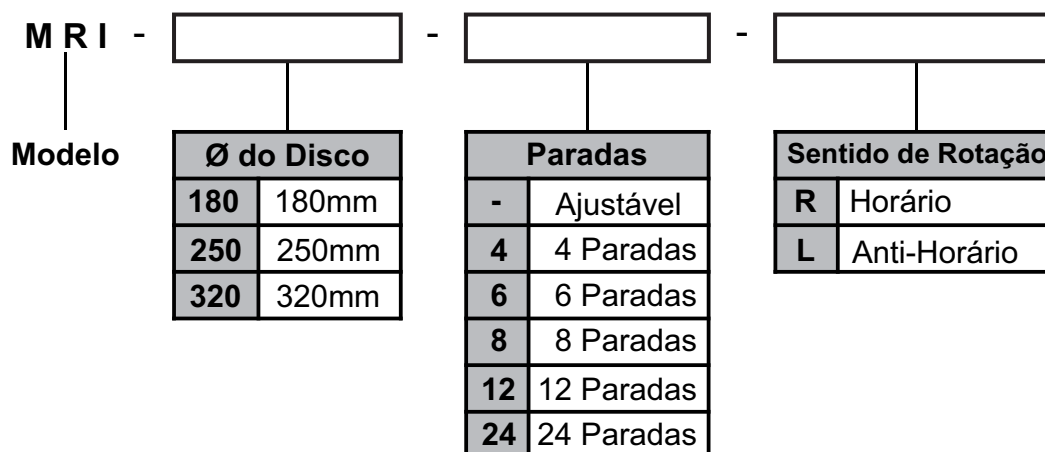 M R I - - -
Modelo
Ø do Disco
180 180mm
250 250mm
320 320mm
Paradas
- Ajustável
4 4 Paradas
6 6 Paradas
8 8 Paradas
12 12 Paradas
24 24 Paradas
Sentido de Rotação
R Horário
L Anti-Horário